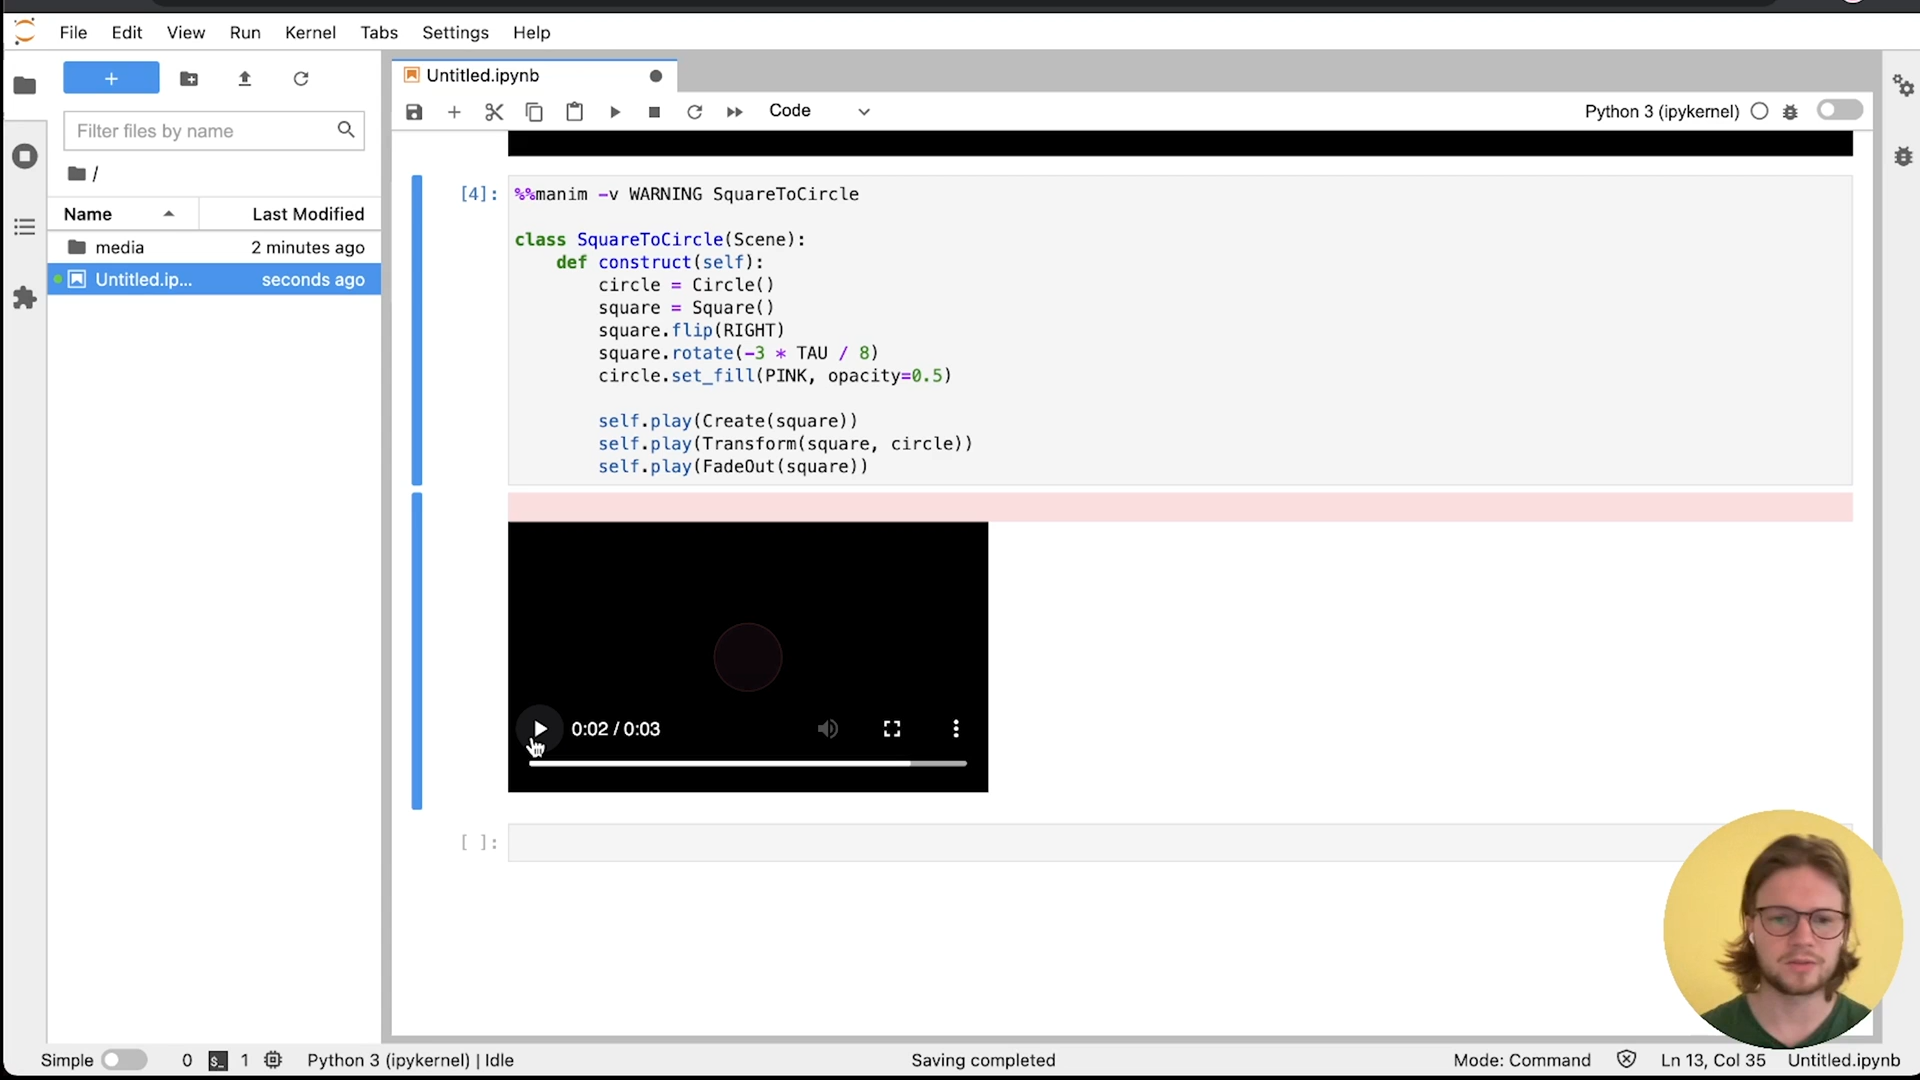 File Edit View Run Kernel Tabs Settings Help
+
Filter files by name
/
Name Last Modified
media 2 minutes ago
Untitled.ip... seconds ago
Untitled.ipynb
Code
Python 3 (ipykernel)
[4]:
%%manim -v WARNING SquareToCircle
class SquareToCircle(Scene):
def construct(self):
circle = Circle()
square = Square()
square.flip(RIGHT)
square.rotate(-3 * TAU / 8)
circle.set_fill(PINK, opacity=0.5)
self.play(Create(square))
self.play(Transform(square, circle))
self.play(FadeOut(square))
0:02 / 0:03
[ ]:
Simple 0 $_ 1 Python 3 (ipykernel) | Idle Saving completed Mode: Command Ln 13, Col 35 Untitled.ipynb